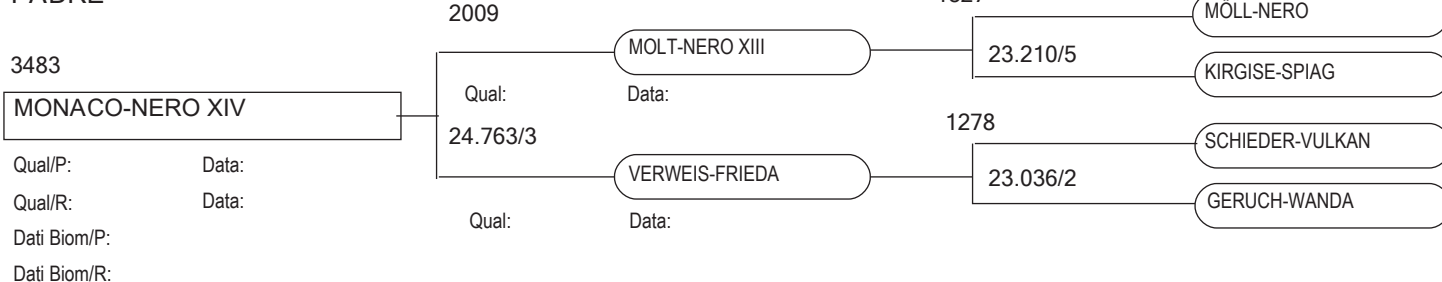 2009
MOLT-NERO XIII
MÖLL-NERO
23.210/5
KIRGISE-SPIAG
3483
MONACO-NERO XIV
Qual: Data:
24.763/3
1278
SCHIEDER-VULKAN
Qual/P: Data:
VERWEIS-FRIEDA
23.036/2
GERUCH-WANDA
Qual/R: Data:
Qual: Data:
Dati Biom/P:
Dati Biom/R: